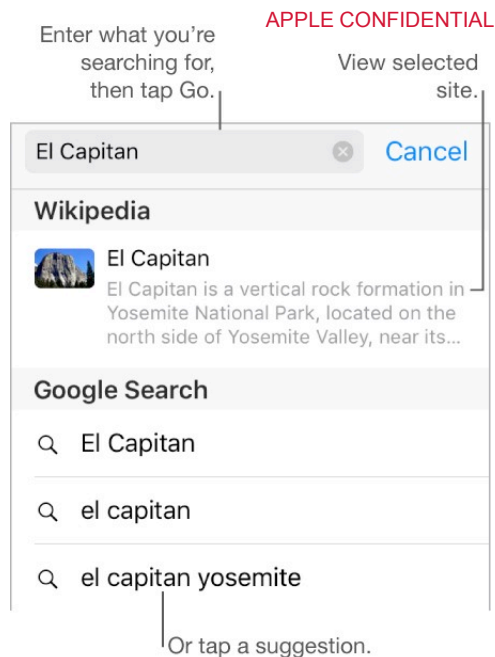 APPLE CONFIDENTIAL
Enter what you're
searching for,
then tap Go.
View selected
site.
El Capitan
Cancel
Wikipedia
El Capitan
El Capitan is a vertical rock formation in
Yosemite National Park, located on the
north side of Yosemite Valley, near its...
Google Search
El Capitan
el capitan
el capitan yosemite
Or tap a suggestion.